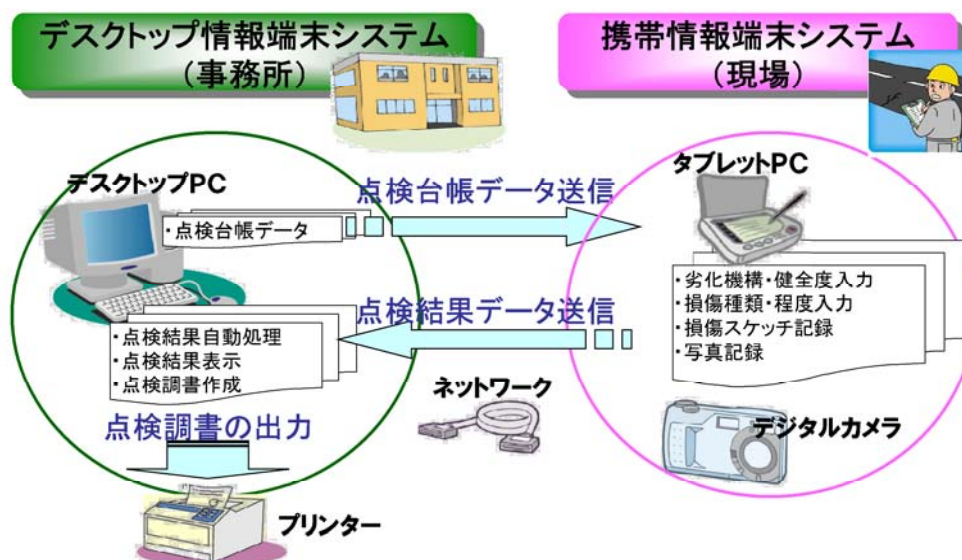 デスクトップ情報端末システム
(事務所)
携帯情報端末システム
(現場)
デスクトップPC
・点検台帳データ
点検台帳データ送信
タブレットPC
・劣化機構・健全度入力
・損傷種類・程度入力
・損傷スケッチ記録
・写真記録
点検結果データ送信
・点検結果自動処理
・点検結果表示
・点検調書作成
ネットワーク
点検調書の出力
デジタルカメラ
プリンター